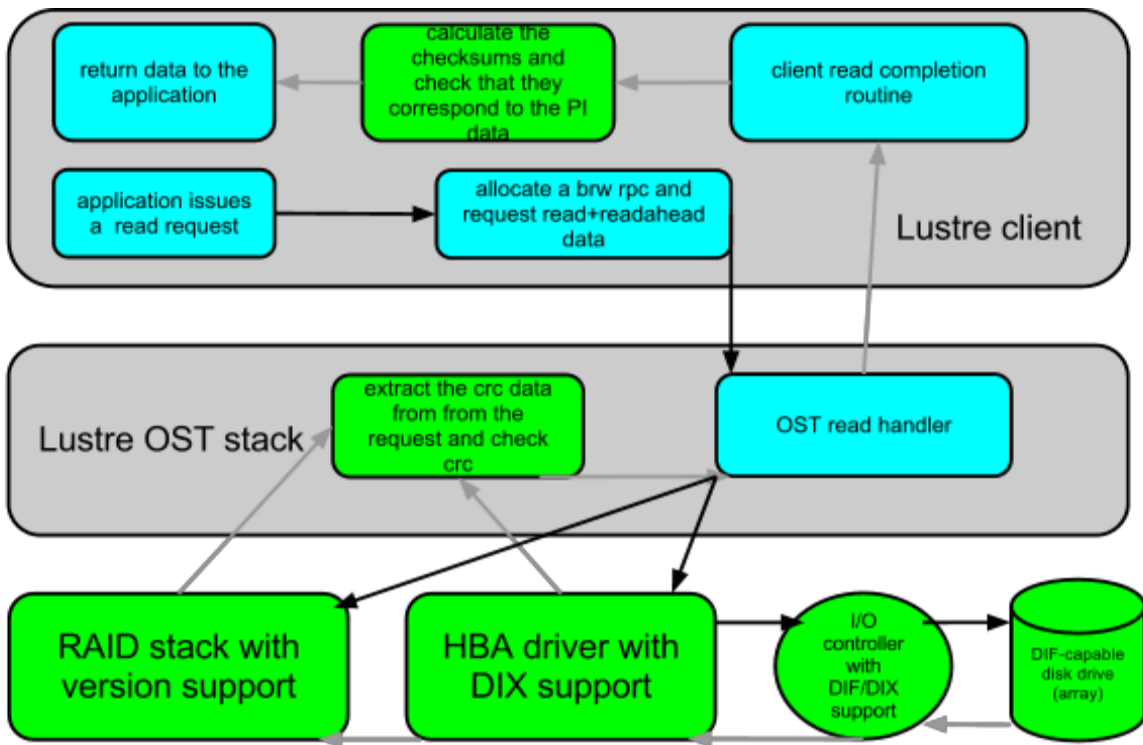 return data to the
application
calculate the
checksums and
check that they
correspond to the PI
data
client read completion
routine
application issues
a read request
allocate a brw rpc and
request read+readahead
data
Lustre client
Lustre OST stack
extract the crc data
from from the
request and check
crc
OST read handler
RAID stack with
version support
HBA driver with
DIX support
I/O
controller
with
DIF/DIX
support
DIF-capable
disk drive
(array)